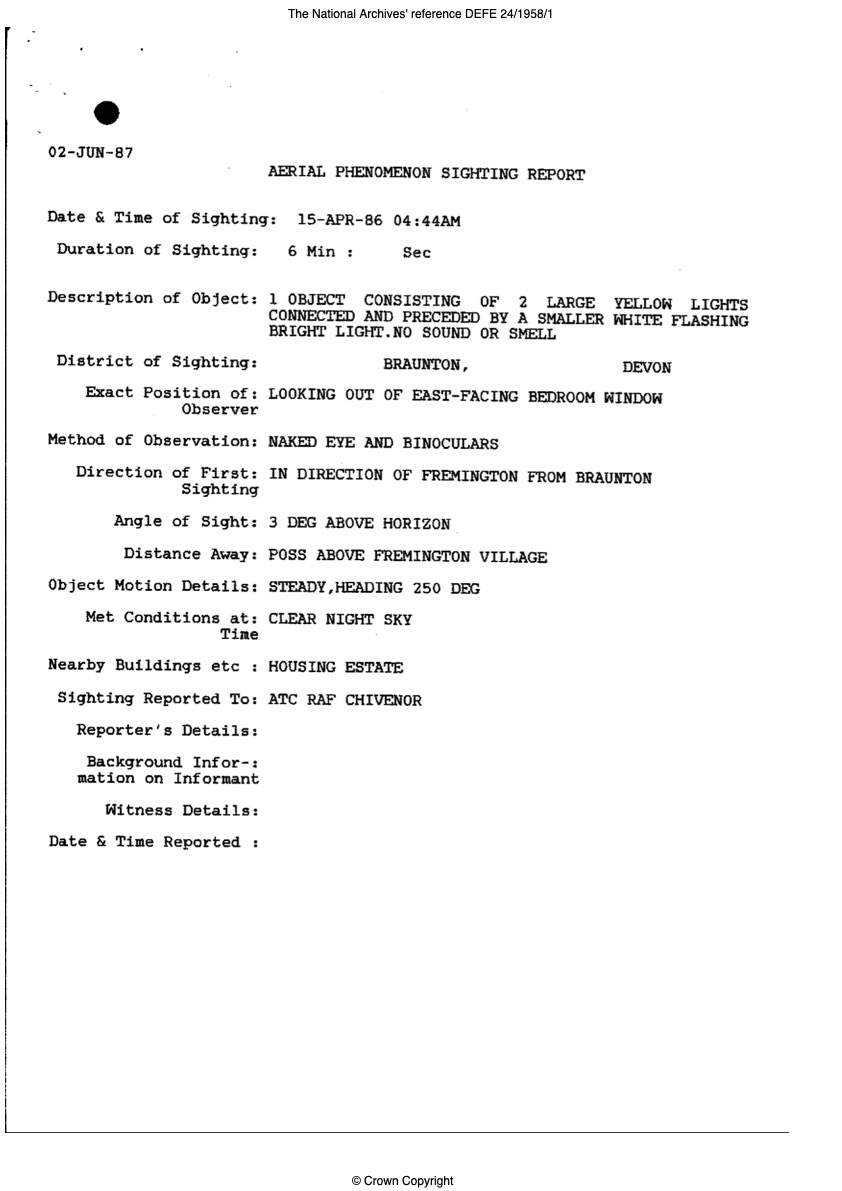 The National Archives' reference DEFE 24/1958/1
02-JUN-87
AERIAL PHENOMENON SIGHTING REPORT
Date & Time of Sighting: 15-APR-86 04:44AM
Duration of Sighting: 6 Min : Sec
Description of Object: 1 OBJECT CONSISTING OF 2 LARGE YELLOW LIGHTS
CONNECTED AND PRECEDED BY A SMALLER WHITE FLASHING
BRIGHT LIGHT.NO SOUND OR SMELL
District of Sighting: BRAUNTON, DEVON
Exact Position of: LOOKING OUT OF EAST-FACING BEDROOM WINDOW
Observer
Method of Observation: NAKED EYE AND BINOCULARS
Direction of First: IN DIRECTION OF FREMINGTON FROM BRAUNTON
Sighting
Angle of Sight: 3 DEG ABOVE HORIZON
Distance Away: POSS ABOVE FREMINGTON VILLAGE
Object Motion Details: STEADY,HEADING 250 DEG
Met Conditions at: CLEAR NIGHT SKY
Time
Nearby Buildings etc : HOUSING ESTATE
Sighting Reported To: ATC RAF CHIVENOR
Reporter's Details:
Background Infor-:
mation on Informant
Witness Details:
Date & Time Reported :
© Crown Copyright